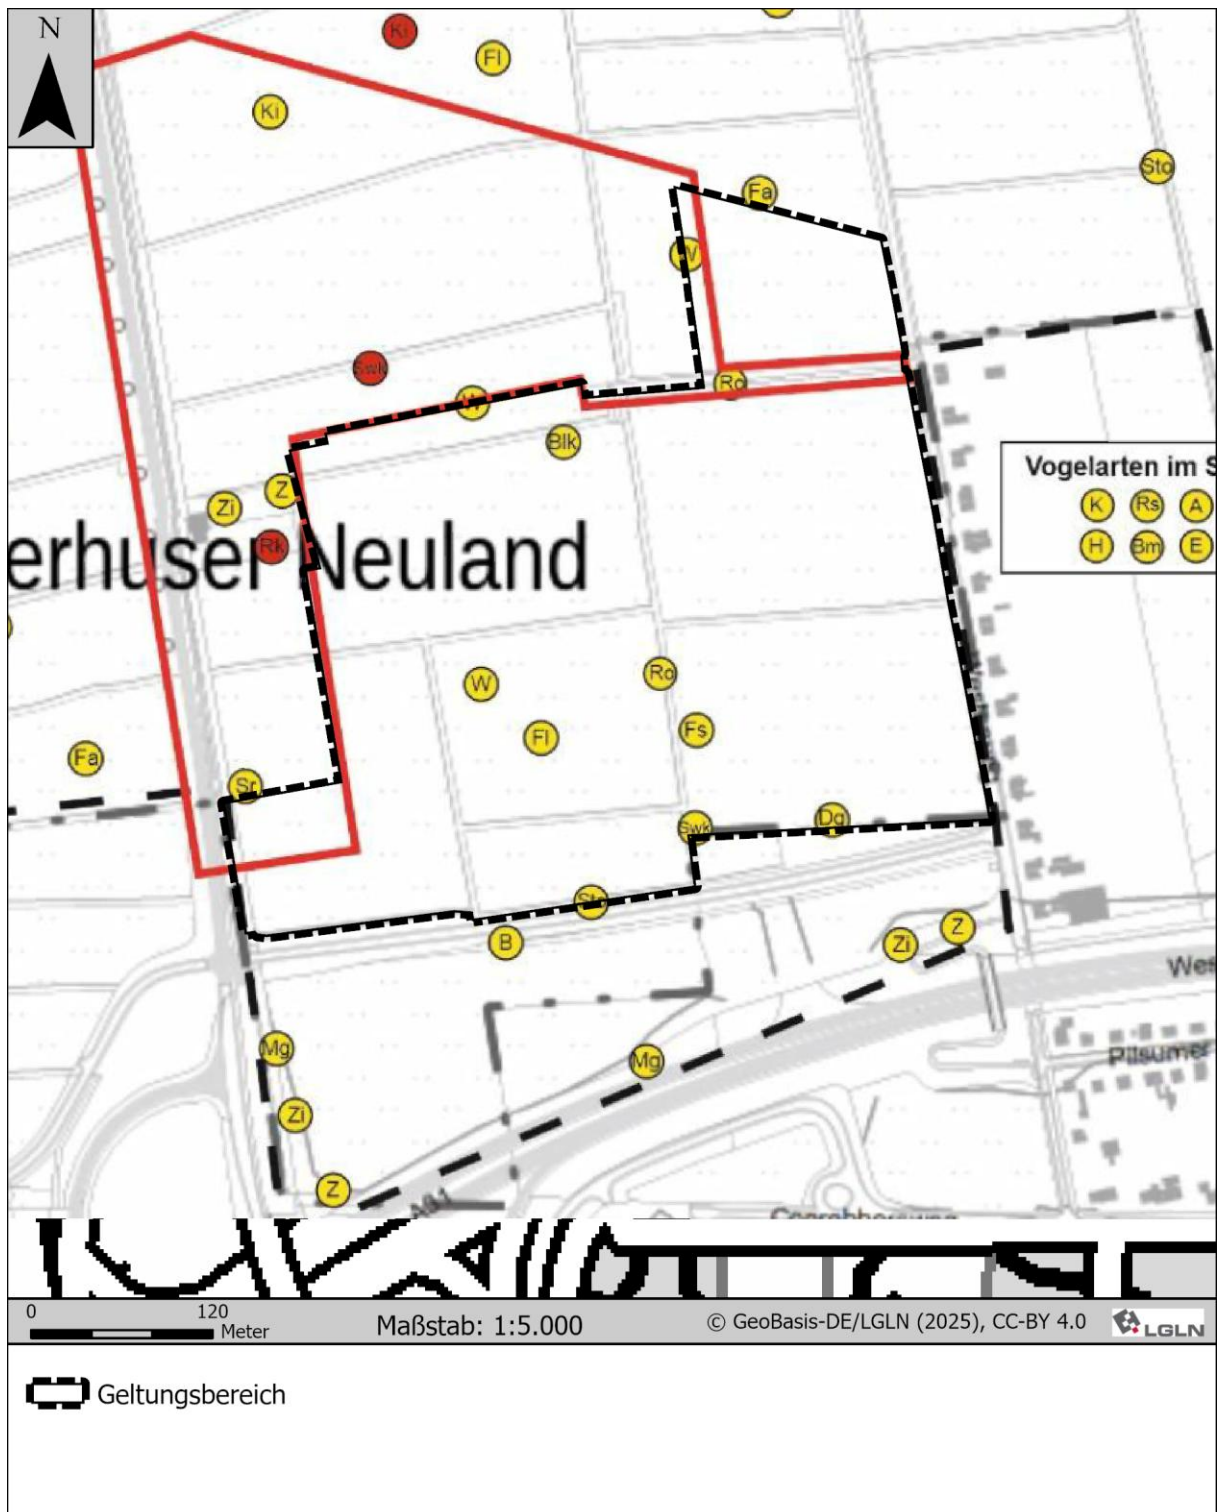 N
Ki
Fl
Ki
Sto
Fa
W
Swk
Ro
W
Blk
Z
Zi
Rk
erhuser Neuland
Vogelarten im S
K Rs A
H Bm E
W
Ro
Fl
Fs
Fa
Sr
Swk
Dg
Sto
B
Z
Zi
Wes
Mg
Mg
Pilsumer
Zi
Z
A31
0 120
Meter
Maßstab: 1:5.000
© GeoBasis-DE/LGLN (2025), CC-BY 4.0
LGLN
Geltungsbereich